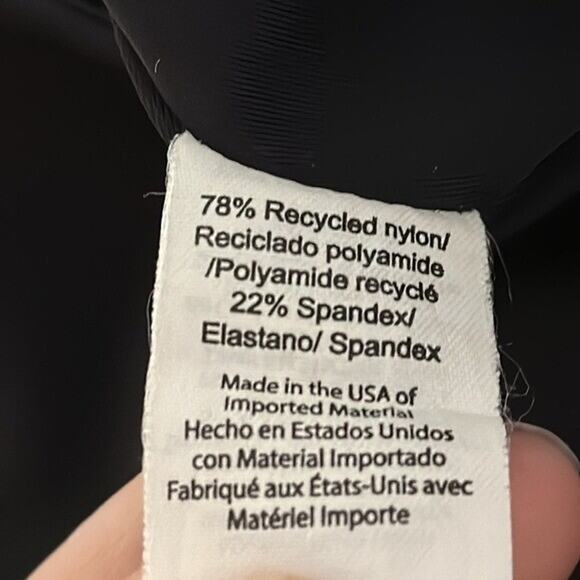 78% Recycled nylon/
Reciclado polyamide
/Polyamide recyclé
22% Spandex/
Elastano/ Spandex
Made in the USA of
Imported Material
Hecho en Estados Unidos
con Material Importado
Fabriqué aux États-Unis avec
Matériel Importe